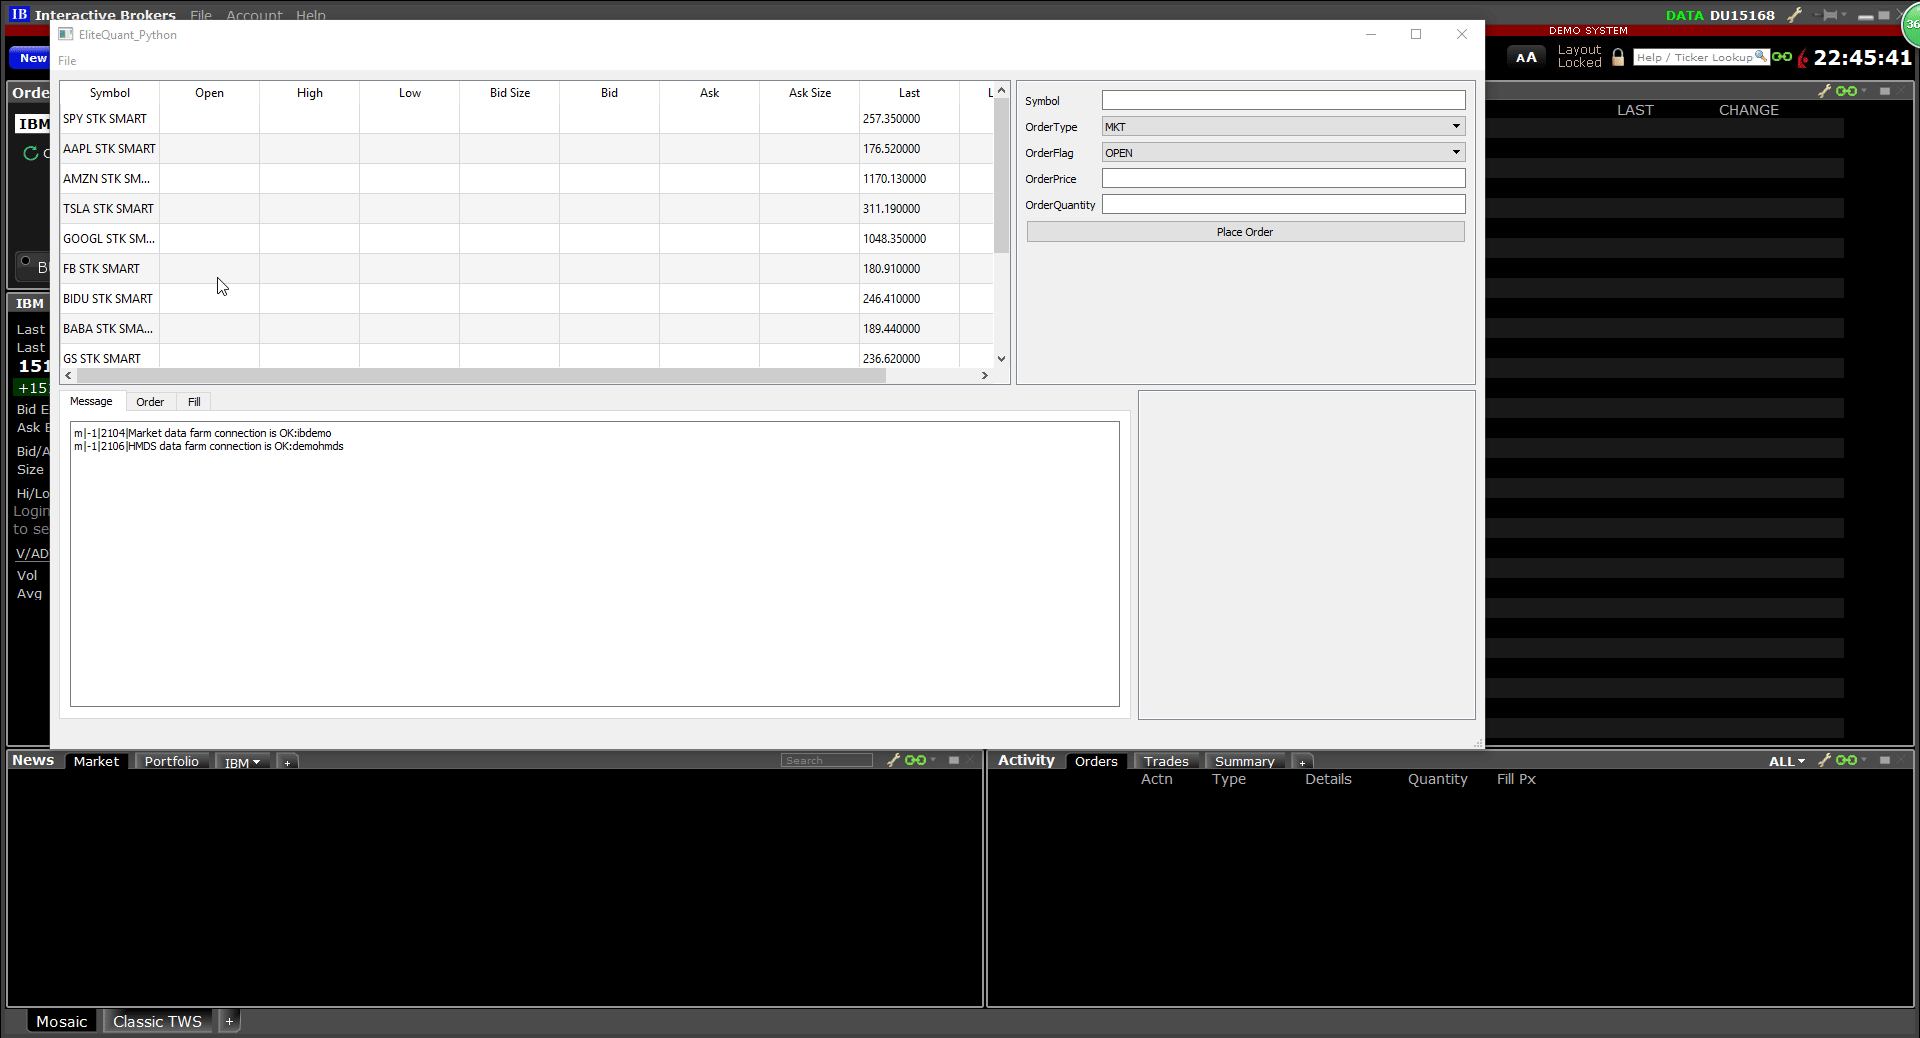 IB Interactive Brokers File Account Help
DATA DU15168
36
DEMO SYSTEM
EliteQuant_Python
File
New
AA
Layout
Locked
Help / Ticker Lookup
22:45:41
Orde
IBM
Symbol Open High Low Bid Size Bid Ask Ask Size Last L
SPY STK SMART 257.350000
AAPL STK SMART 176.520000
AMZN STK SM... 1170.130000
TSLA STK SMART 311.190000
GOOGL STK SM... 1048.350000
FB STK SMART 180.910000
BIDU STK SMART 246.410000
BABA STK SMA... 189.440000
GS STK SMART 236.620000
Symbol
OrderType MKT
OrderFlag OPEN
OrderPrice
OrderQuantity
Place Order
LAST CHANGE
IBM
Last
Last
151
+15
Bid E
Ask E
Bid/A
Size
Hi/Lo
Login
to se
V/AD
Vol
Avg
Message Order Fill
m|-1|2104|Market data farm connection is OK:ibdemo
m|-1|2106|HMDS data farm connection is OK:demohmds
News Market Portfolio IBM +
Search
Activity Orders Trades Summary +
ALL
Actn Type Details Quantity Fill Px
Mosaic Classic TWS +